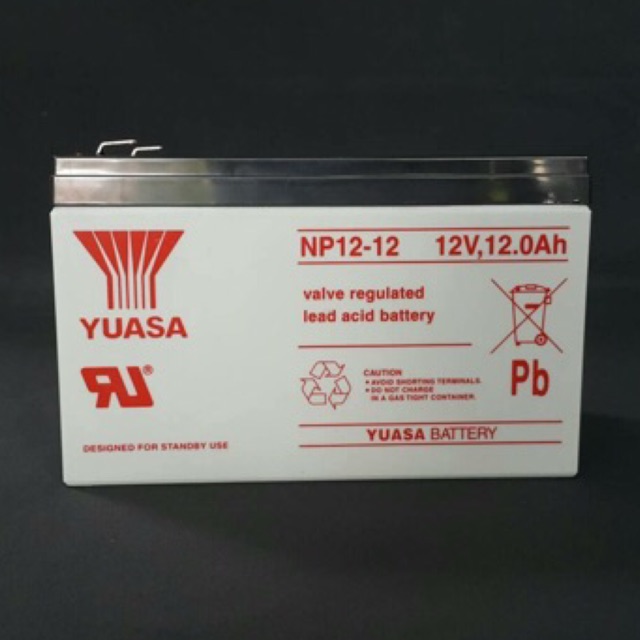 YUASA
NP12-12 12V,12.0Ah
valve regulated
lead acid battery
RU®
CAUTION
• AVOID SHORTING TERMINALS.
• DO NOT CHARGE
IN A GAS TIGHT CONTAINER.
Pb
YUASA BATTERY
DESIGNED FOR STANDBY USE